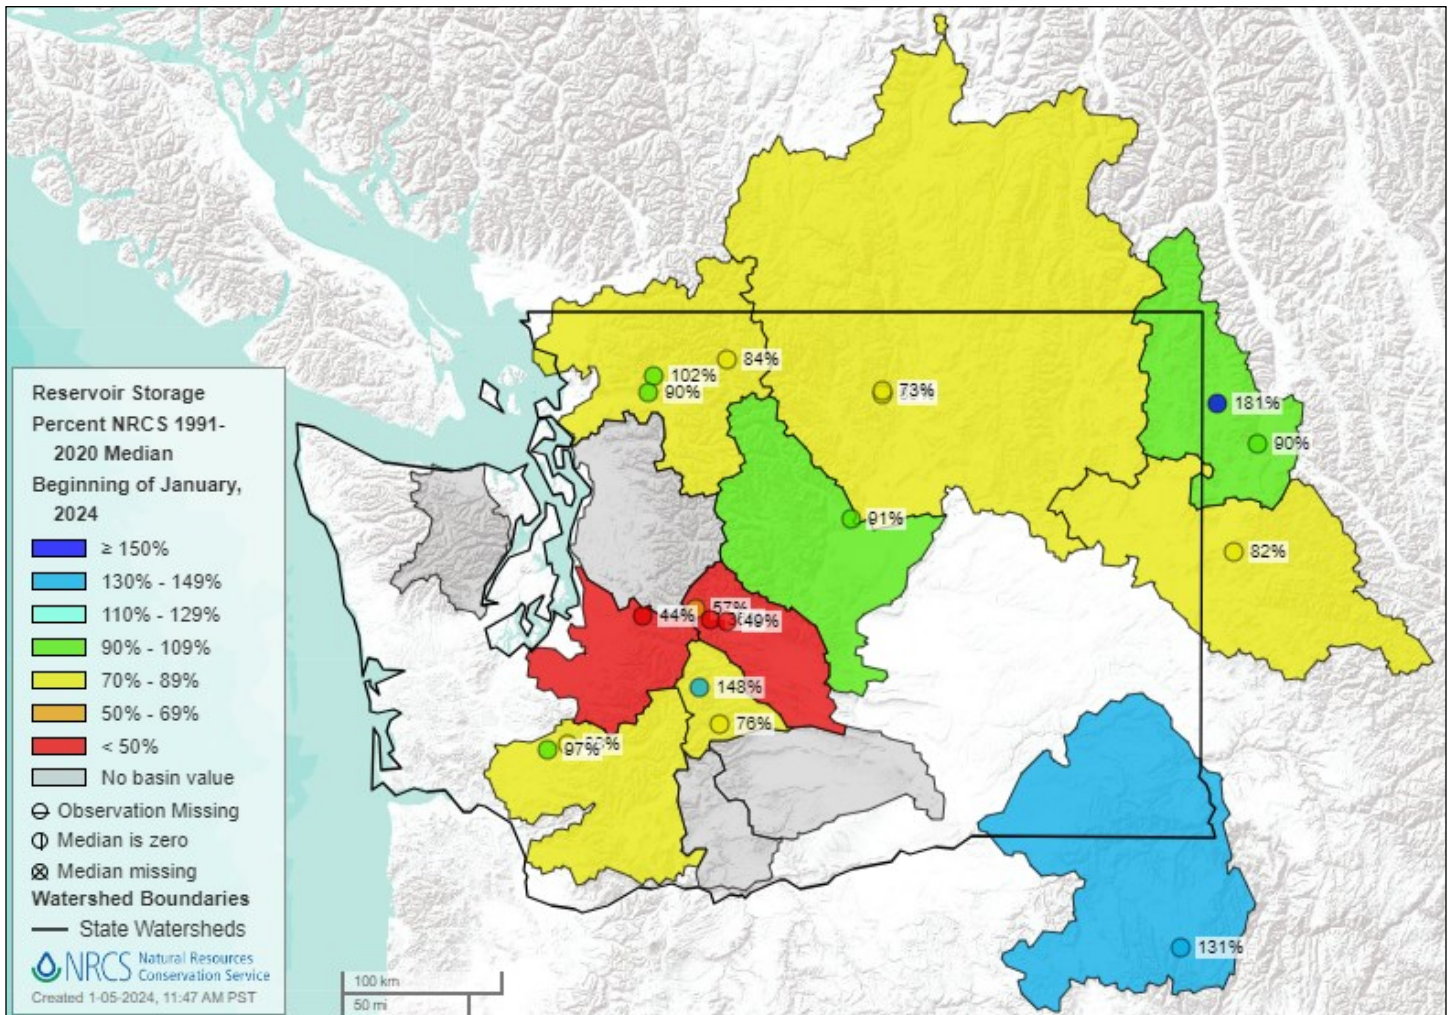 Reservoir Storage
Percent NRCS 1991-
2020 Median
Beginning of January,
2024
≥ 150%
130% - 149%
110% - 129%
90% - 109%
70% - 89%
50% - 69%
< 50%
No basin value
Observation Missing
Median is zero
Median missing
Watershed Boundaries
State Watersheds
NRCS Natural Resources
Conservation Service
Created 1-05-2024, 11:47 AM PST
100 km
50 mi
84%
102%
90%
73%
181%
90%
91%
82%
57%
44%
49%
148%
76%
97%
131%